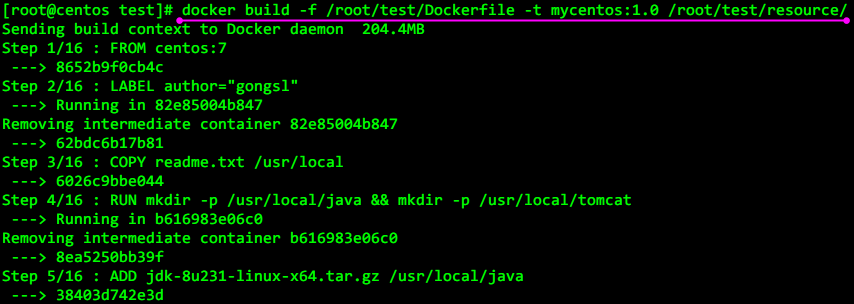 [root@centos test]# docker build -f /root/test/Dockerfile -t mycentos:1.0 /root/test/resource/
Sending build context to Docker daemon  204.4MB
Step 1/16 : FROM centos:7
 ---> 8652b9f0cb4c
Step 2/16 : LABEL author="gongsl"
 ---> Running in 82e85004b847
Removing intermediate container 82e85004b847
 ---> 62bdc6b17b81
Step 3/16 : COPY readme.txt /usr/local
 ---> 6026c9bbe044
Step 4/16 : RUN mkdir -p /usr/local/java && mkdir -p /usr/local/tomcat
 ---> Running in b616983e06c0
Removing intermediate container b616983e06c0
 ---> 8ea5250bb39f
Step 5/16 : ADD jdk-8u231-linux-x64.tar.gz /usr/local/java
 ---> 38403d742e3d